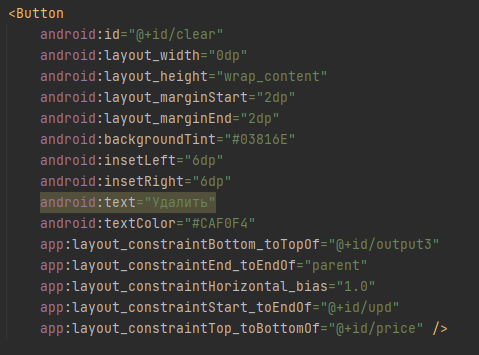 <Button
android:id="@+id/clear"
android:layout_width="0dp"
android:layout_height="wrap_content"
android:layout_marginStart="2dp"
android:layout_marginEnd="2dp"
android:backgroundTint="#03816E"
android:insetLeft="6dp"
android:insetRight="6dp"
android:text="Удалить"
android:textColor="#CAF0F4"
app:layout_constraintBottom_toTopOf="@+id/output3"
app:layout_constraintEnd_toEndOf="parent"
app:layout_constraintHorizontal_bias="1.0"
app:layout_constraintStart_toEndOf="@+id/upd"
app:layout_constraintTop_toBottomOf="@+id/price" />